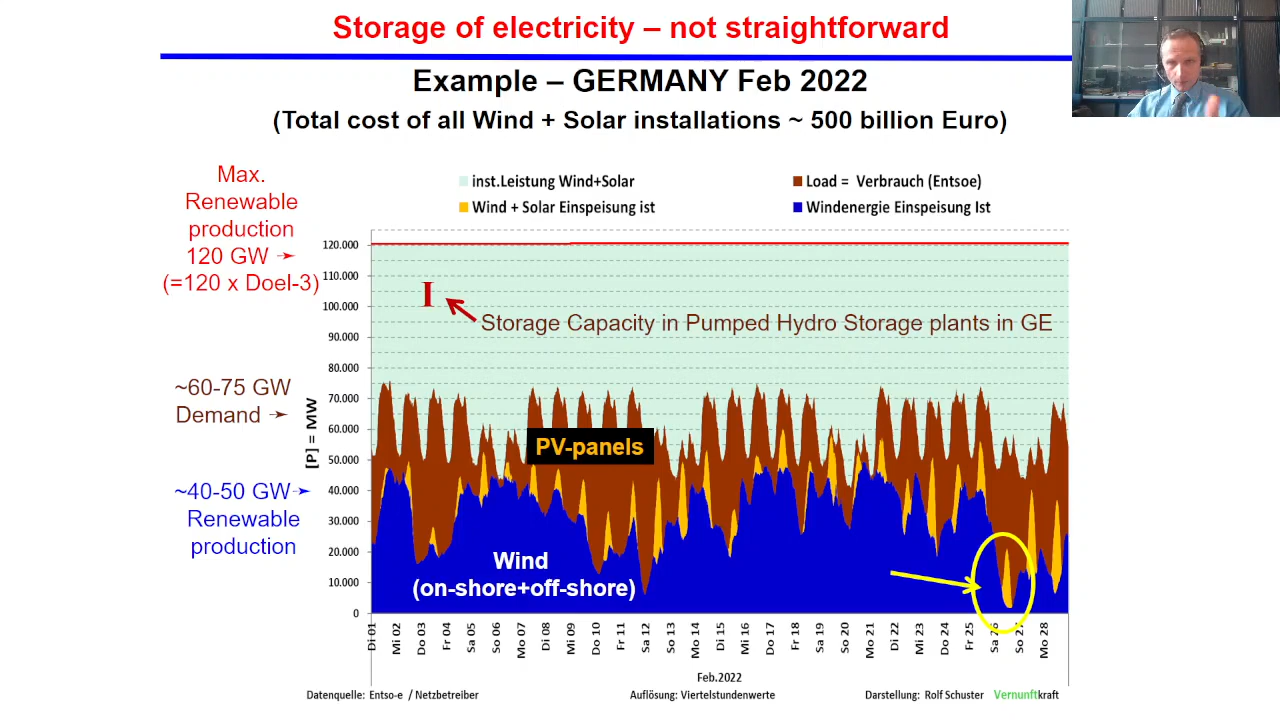 Storage of electricity – not straightforward
Example – GERMANY Feb 2022
(Total cost of all Wind + Solar installations ~ 500 billion Euro)
Max.
Renewable
production
120 GW
(=120 x Doel-3)
~60-75 GW
Demand
~40-50 GW
Renewable
production
inst.Leistung Wind+Solar
Load = Verbrauch (Entsoe)
Wind + Solar Einspeisung ist
Windenergie Einspeisung Ist
120.000
110.000
100.000
90.000
80.000
70.000
60.000
50.000
40.000
30.000
20.000
10.000
0
[P] = MW
I
Storage Capacity in Pumped Hydro Storage plants in GE
PV-panels
Wind
(on-shore+off-shore)
Di 01
Mi 02
Do 03
Fr 04
Sa 05
So 06
Mo 07
Di 08
Mi 09
Do 10
Fr 11
Sa 12
So 13
Mo 14
Di 15
Mi 16
Do 17
Fr 18
Sa 19
So 20
Mo 21
Di 22
Mi 23
Do 24
Fr 25
Sa 26
So 27
Mo 28
Feb.2022
Datenquelle: Entso-e / Netzbetreiber
Auflösung: Viertelstundenwerte
Darstellung: Rolf Schuster
Vernunftkraft